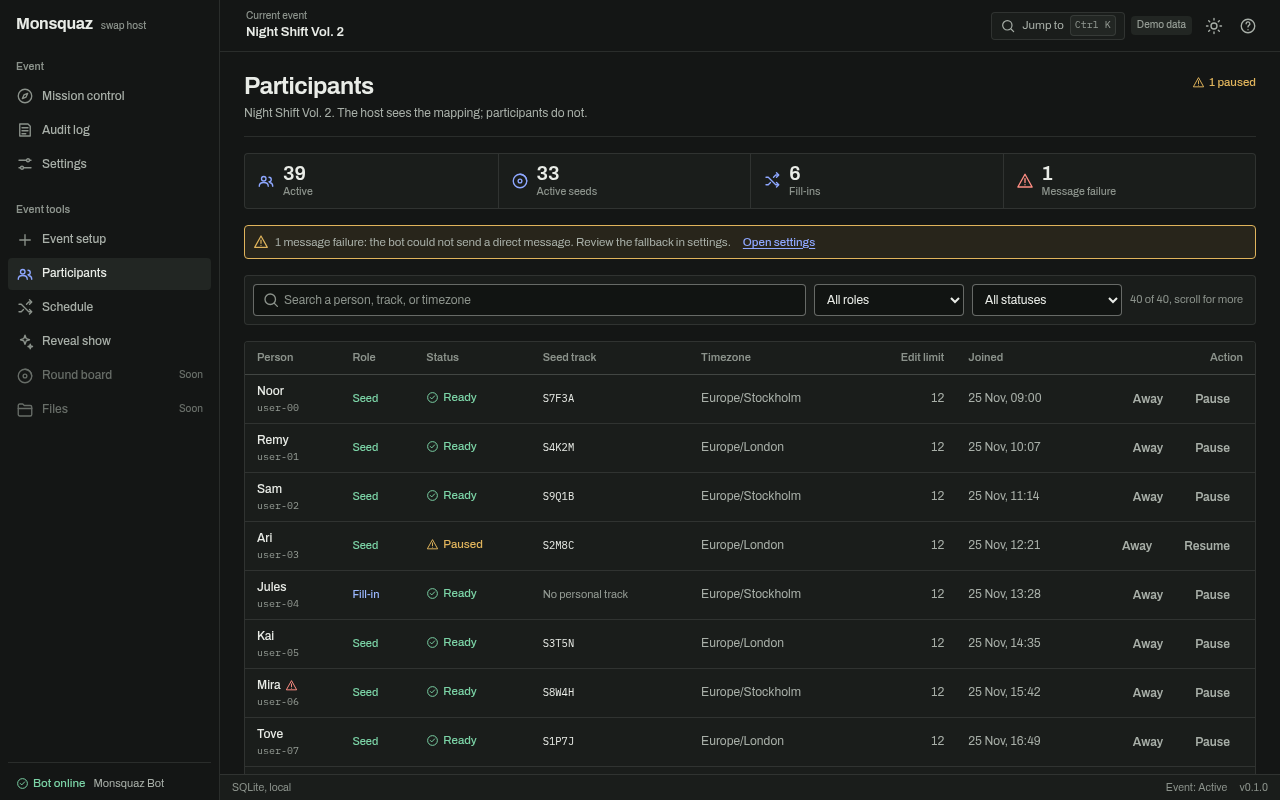 Monsquaz swap host
Event
Mission control
Audit log
Settings
Event tools
Event setup
Participants
Schedule
Reveal show
Round board Soon
Files Soon
Bot online Monsquaz Bot
Current event
Night Shift Vol. 2
Jump to Ctrl K
Demo data
Participants
1 paused
Night Shift Vol. 2. The host sees the mapping; participants do not.
39
Active
33
Active seeds
6
Fill-ins
1
Message failure
1 message failure: the bot could not send a direct message. Review the fallback in settings. Open settings
Search a person, track, or timezone
All roles
All statuses
40 of 40, scroll for more
Person Role Status Seed track Timezone Edit limit Joined Action
Noor
user-00
Seed Ready S7F3A Europe/Stockholm 12 25 Nov, 09:00 Away Pause
Remy
user-01
Seed Ready S4K2M Europe/London 12 25 Nov, 10:07 Away Pause
Sam
user-02
Seed Ready S9Q1B Europe/Stockholm 12 25 Nov, 11:14 Away Pause
Ari
user-03
Seed Paused S2M8C Europe/London 12 25 Nov, 12:21 Away Resume
Jules
user-04
Fill-in Ready No personal track Europe/Stockholm 12 25 Nov, 13:28 Away Pause
Kai
user-05
Seed Ready S3T5N Europe/London 12 25 Nov, 14:35 Away Pause
Mira
user-06
Seed Ready S8W4H Europe/Stockholm 12 25 Nov, 15:42 Away Pause
Tove
user-07
Seed Ready S1P7J Europe/London 12 25 Nov, 16:49 Away Pause
SQLite, local
Event: Active v0.1.0